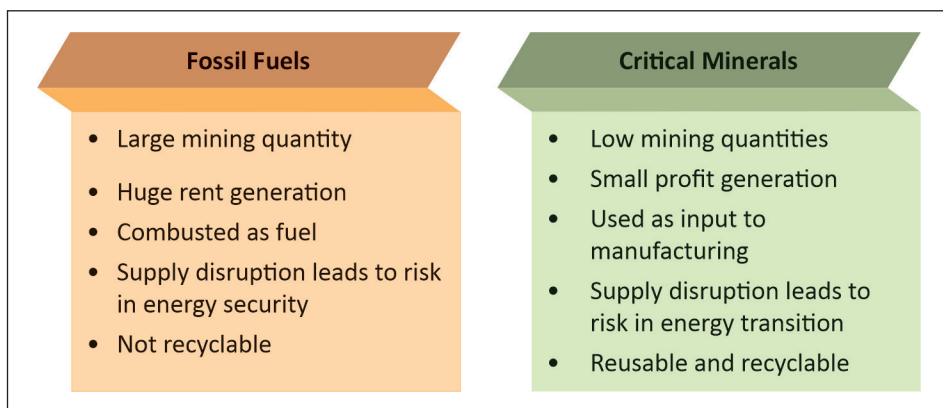 Fossil Fuels
• Large mining quantity
• Huge rent generation
• Combusted as fuel
• Supply disruption leads to risk
in energy security
• Not recyclable
Critical Minerals
• Low mining quantities
• Small profit generation
• Used as input to
manufacturing
• Supply disruption leads to
risk in energy transition
• Reusable and recyclable